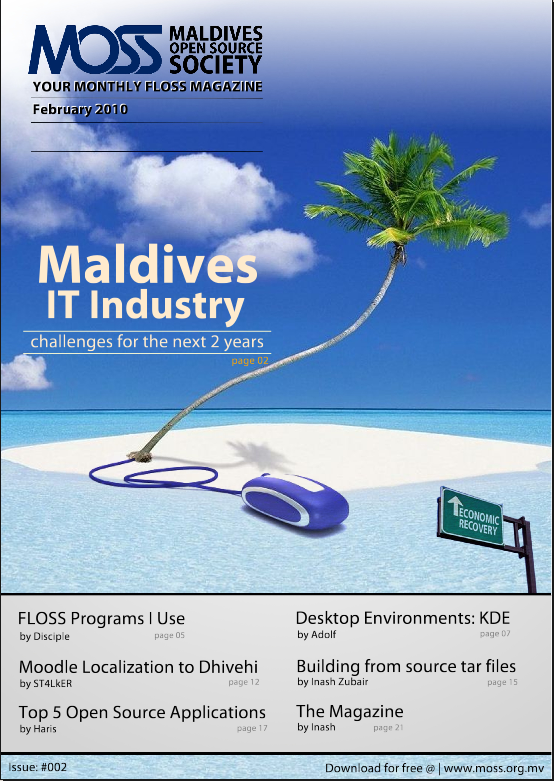 MOSS
MALDIVES
OPEN SOURCE
SOCIETY
YOUR MONTHLY FLOSS MAGAZINE
February 2010
Maldives
IT Industry
challenges for the next 2 years
page 02
ECONOMIC
RECOVERY
FLOSS Programs I Use
by Disciple
page 05
Desktop Environments: KDE
by Adolf
page 07
Moodle Localization to Dhivehi
by ST4LkER
page 12
Building from source tar files
by Inash Zubair
page 15
Top 5 Open Source Applications
by Haris
page 17
The Magazine
by Inash
page 21
Issue: #002
Download for free @ | www.moss.org.mv